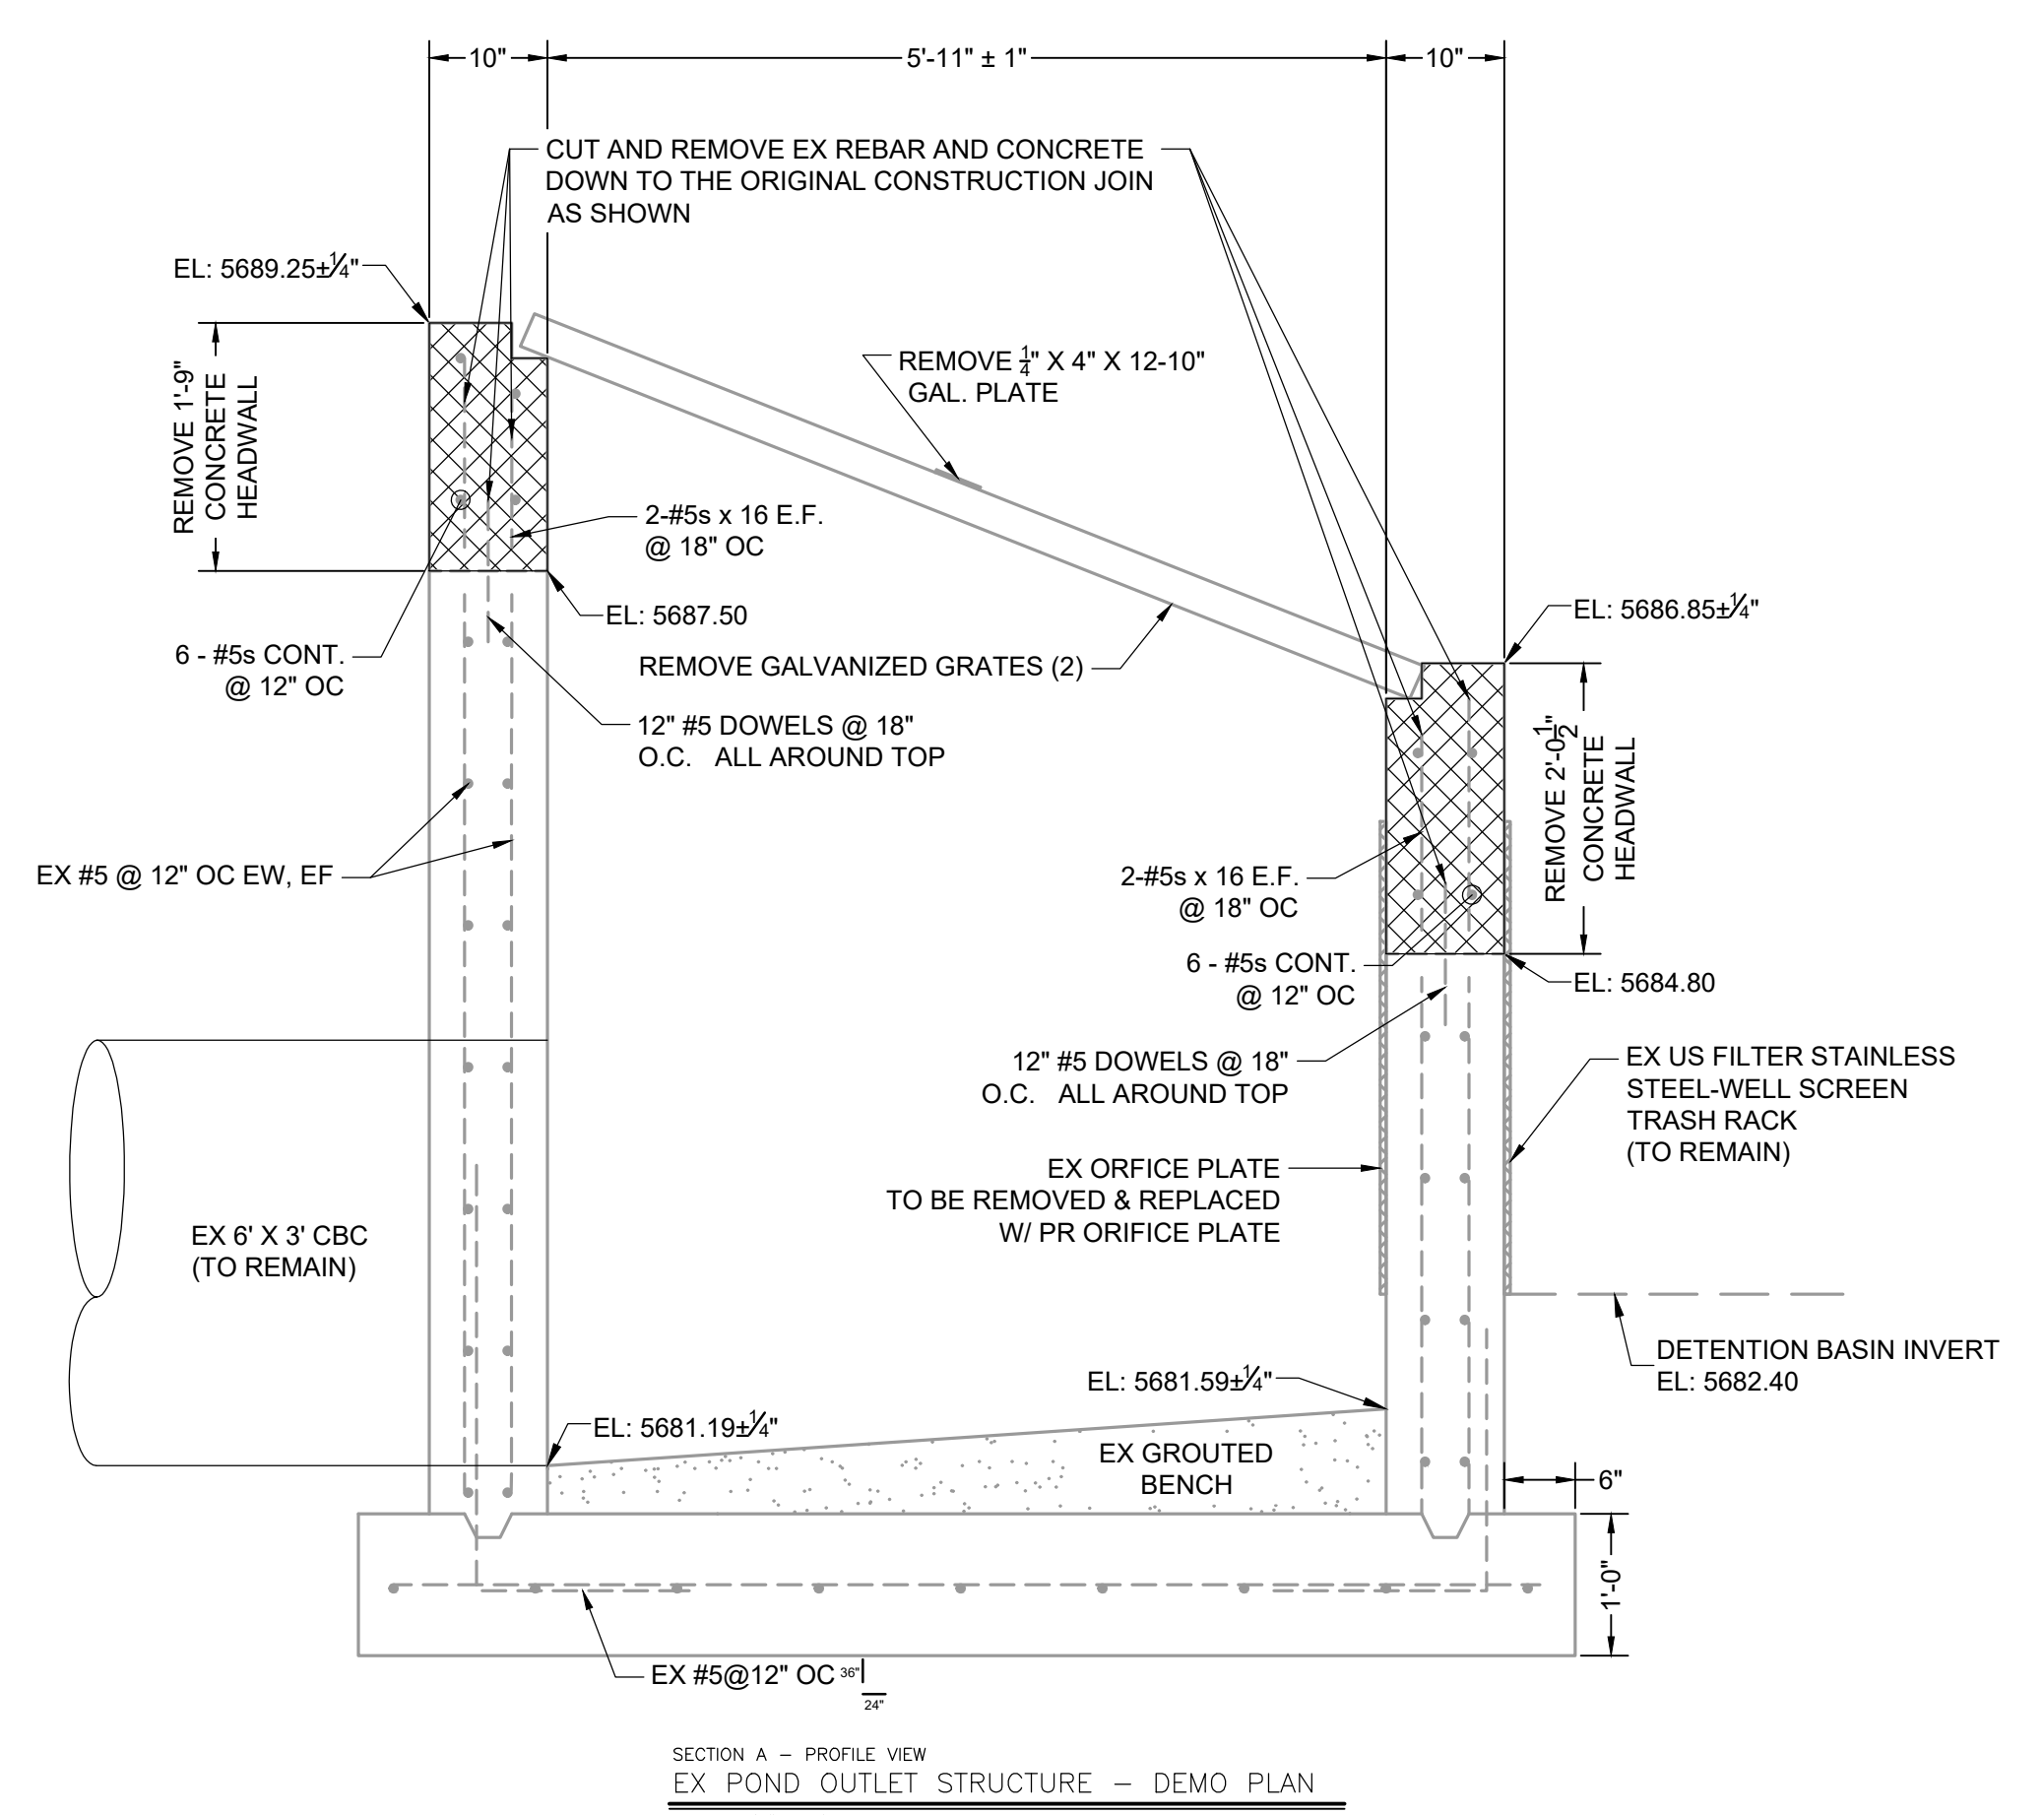 10"
5'-11" ± 1"
10"
CUT AND REMOVE EX REBAR AND CONCRETE
DOWN TO THE ORIGINAL CONSTRUCTION JOIN
AS SHOWN
EL: 5689.25±1/4"
REMOVE 1'-9"
CONCRETE
HEADWALL
REMOVE 1/4" X 4" X 12-10"
GAL. PLATE
2-#5s x 16 E.F.
@ 18" OC
EL: 5687.50
6 - #5s CONT.
@ 12" OC
REMOVE GALVANIZED GRATES (2)
EL: 5686.85±1/4"
12" #5 DOWELS @ 18"
O.C. ALL AROUND TOP
REMOVE 2'-0 1/2"
CONCRETE
HEADWALL
EX #5 @ 12" OC EW, EF
2-#5s x 16 E.F.
@ 18" OC
6 - #5s CONT.
@ 12" OC
EL: 5684.80
12" #5 DOWELS @ 18"
O.C. ALL AROUND TOP
EX US FILTER STAINLESS
STEEL-WELL SCREEN
TRASH RACK
(TO REMAIN)
EX ORFICE PLATE
TO BE REMOVED & REPLACED
W/ PR ORIFICE PLATE
EX 6' X 3' CBC
(TO REMAIN)
DETENTION BASIN INVERT
EL: 5682.40
EL: 5681.59±1/4"
EL: 5681.19±1/4"
EX GROUTED
BENCH
6"
1'-0"
EX #5@12" OC 36"
24"
SECTION A - PROFILE VIEW
EX POND OUTLET STRUCTURE - DEMO PLAN